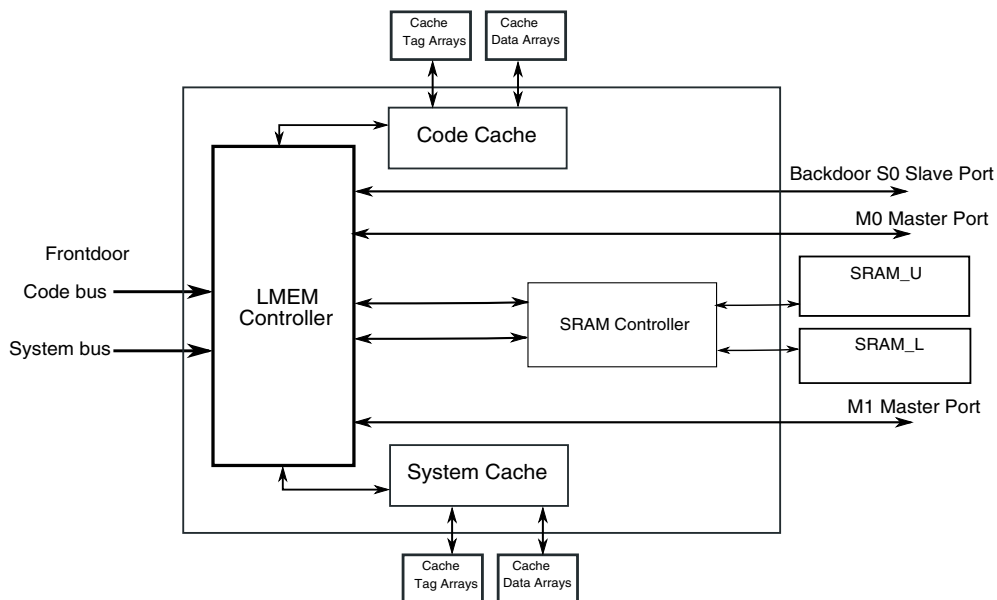 Cache
Tag Arrays
Cache
Data Arrays
Code Cache
Backdoor S0 Slave Port
M0 Master Port
Frontdoor
Code bus
System bus
LMEM
Controller
SRAM Controller
SRAM_U
SRAM_L
M1 Master Port
System Cache
Cache
Tag Arrays
Cache
Data Arrays